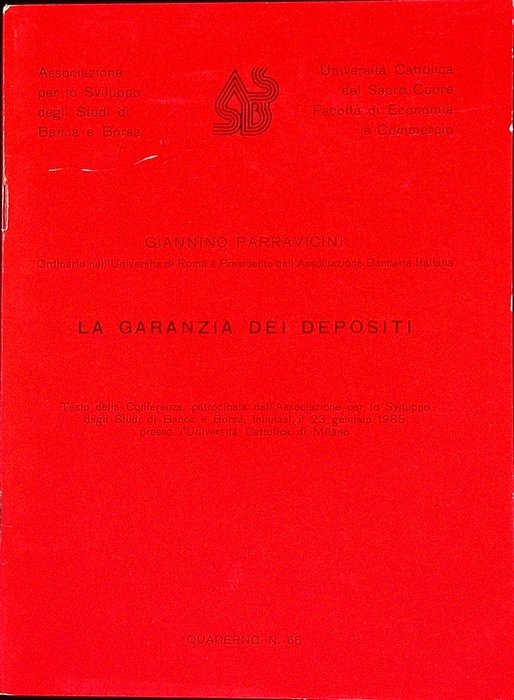 Associazione
per lo Sviluppo
degli Studi di
Banca e Borsa
ASSB
Università Cattolica
del Sacro Cuore
Facoltà di Economia
e Commercio
GIANNINO PARRAVICINI
Ordinario nell'Università di Roma e Presidente dell'Associazione Bancaria Italiana
LA GARANZIA DEI DEPOSITI
Testo della Conferenza, patrocinata dall'Associazione per lo Sviluppo
degli Studi di Banca e Borsa, tenutasi il 23 gennaio 1985
presso l'Università Cattolica di Milano
QUADERNO N. 66